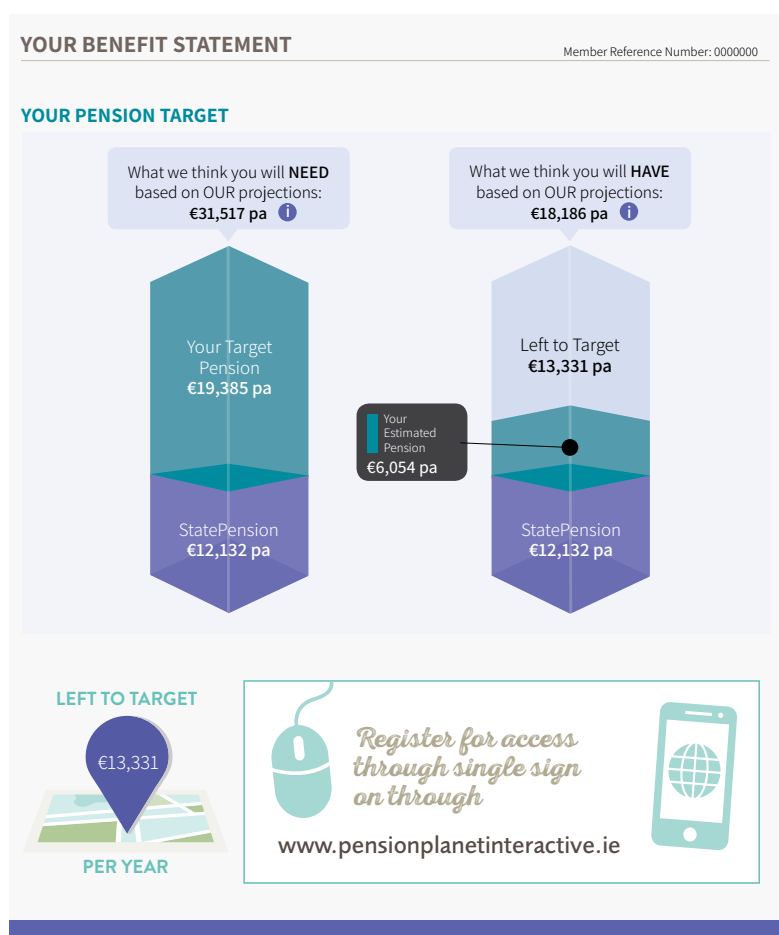 YOUR BENEFIT STATEMENT
Member Reference Number: 0000000
YOUR PENSION TARGET
What we think you will NEED
based on OUR projections:
€31,517 pa i
What we think you will HAVE
based on OUR projections:
€18,186 pa i
Your Target
Pension
€19,385 pa
Left to Target
€13,331 pa
Your
Estimated
Pension
€6,054 pa
StatePension
€12,132 pa
StatePension
€12,132 pa
LEFT TO TARGET
€13,331
PER YEAR
Register for access
through single sign
on through
www.pensionplanetinteractive.ie